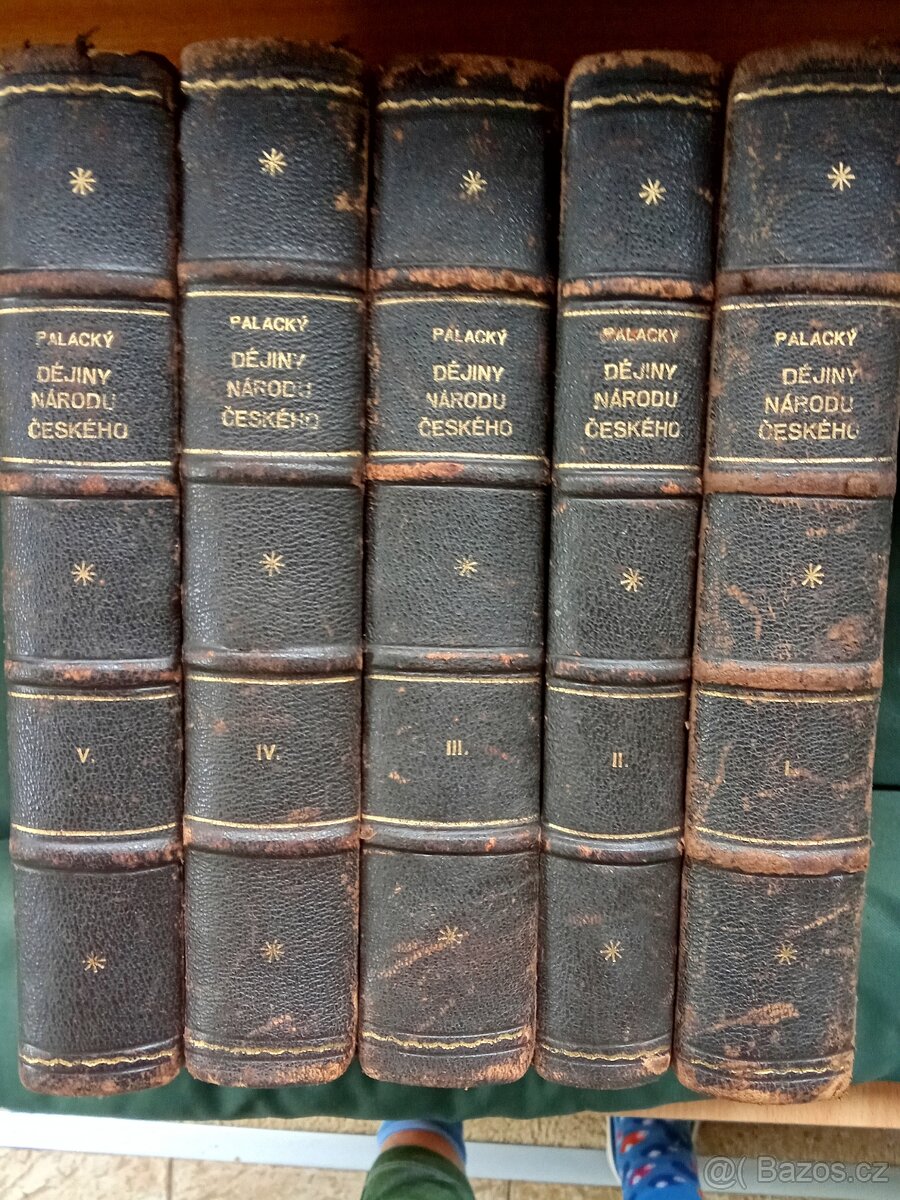 PALACKÝ
DĚJINY
NÁRODU
ČESKÉHO
V.
PALACKÝ
DĚJINY
NÁRODU
ČESKÉHO
IV.
PALACKÝ
DĚJINY
NÁRODU
ČESKÉHO
III.
PALACKÝ
DĚJINY
NÁRODU
ČESKÉHO
II.
PALACKÝ
DĚJINY
NÁRODU
ČESKÉHO
I.
@( Bazos.cz